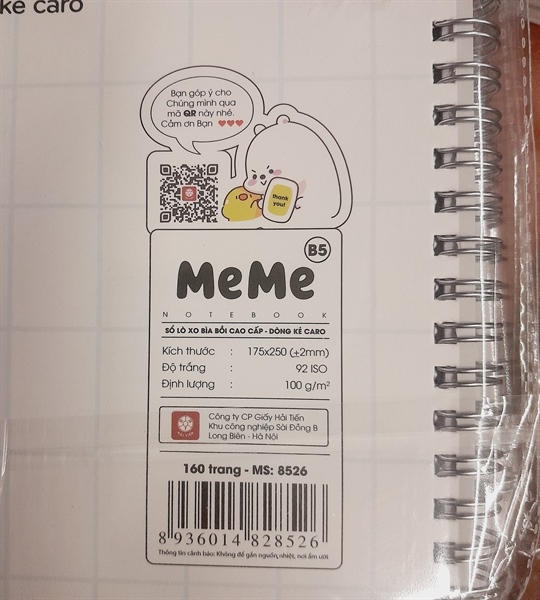 kẻ caro
Bạn góp ý cho
Chúng mình qua
mã QR này nhé.
Cảm ơn Bạn
thank
you!
B5
MeMe
NOTEBOOK
SỔ LÒ XO BÌA BỒI CAO CẤP - DÒNG KẺ CARO
Kích thước : 175x250 (±2mm)
Độ trắng : 92 ISO
Định lượng : 100 g/m²
HẢI TIẾN
Công ty CP Giấy Hải Tiến
Khu công nghiệp Sài Đồng B
Long Biên - Hà Nội
160 trang - MS: 8526
8 936014 828526
Thông tin cảnh báo: Không để gần nguồn nhiệt, nơi ẩm ướt